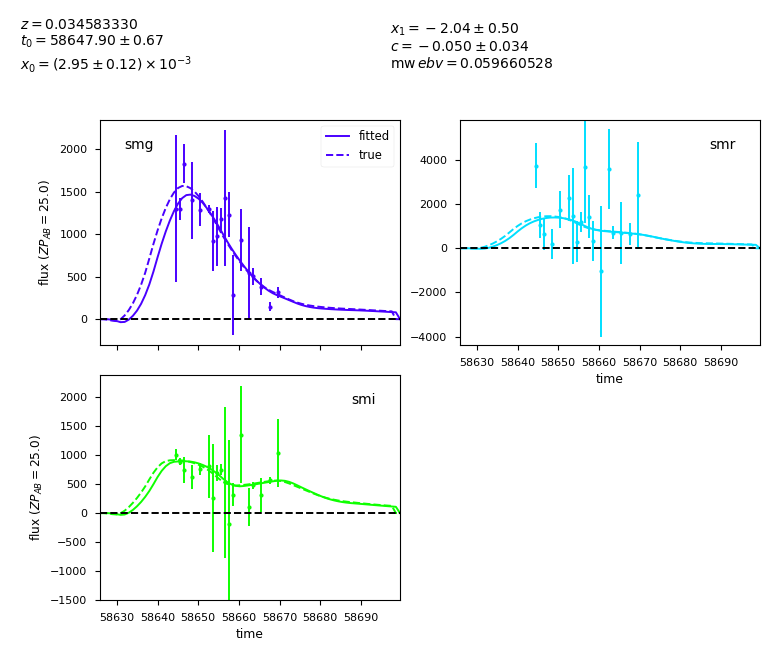 z = 0.034583330
t₀ = 58647.90 ± 0.67
x₀ = (2.95 ± 0.12) × 10⁻³
x₁ = −2.04 ± 0.50
c = −0.050 ± 0.034
mw ebv = 0.059660528
smg
fitted
true
2000
1500
1000
500
0
flux (ZP_AB = 25.0)
smr
4000
2000
0
−2000
−4000
58630 58640 58650 58660 58670 58680 58690
time
smi
2000
1500
1000
500
0
−500
−1000
−1500
flux (ZP_AB = 25.0)
58630 58640 58650 58660 58670 58680 58690
time